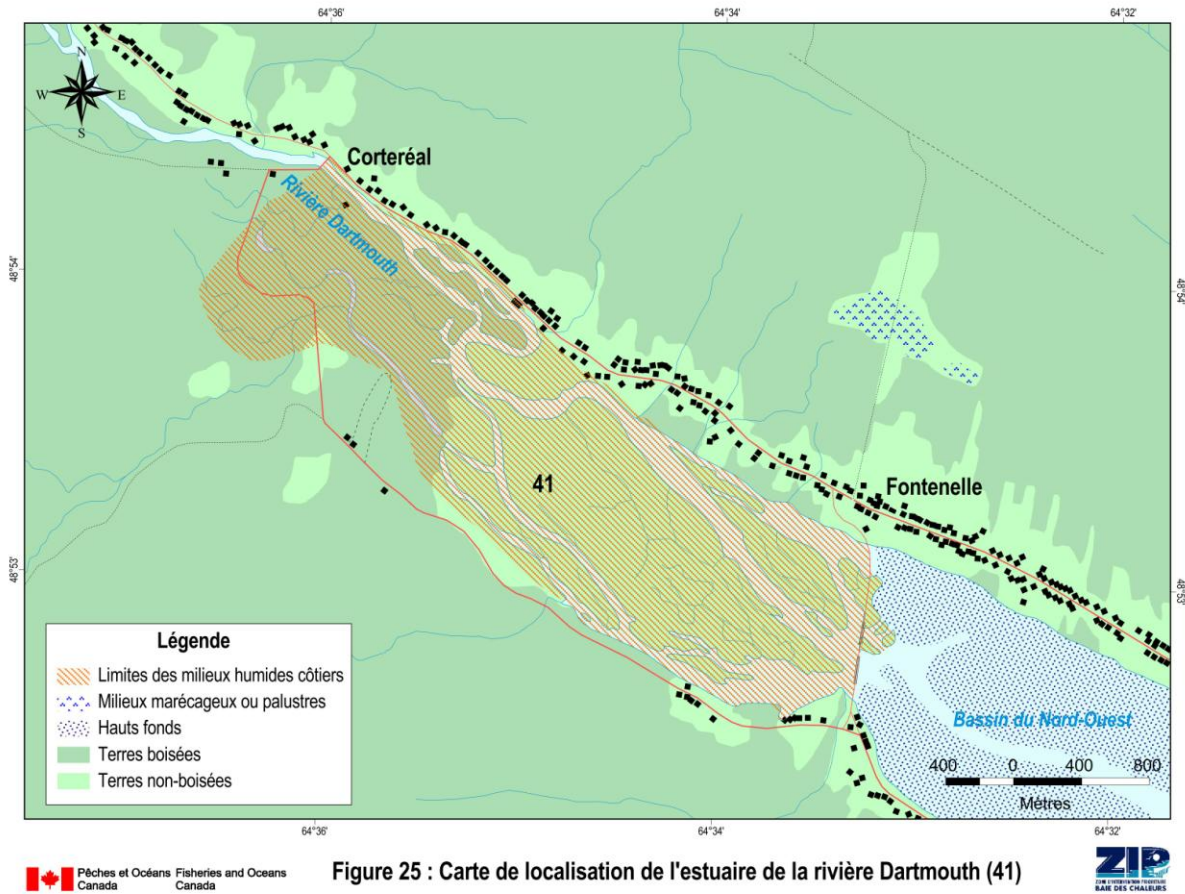 64°36'
64°34'
64°32'
N
W E
S
Corteréal
Rivière Dartmouth
48°54'
48°54'
41
Fontenelle
48°53'
48°53'
Légende
Limites des milieux humides côtiers
Milieux marécageux ou palustres
Hauts fonds
Terres boisées
Terres non-boisées
Bassin du Nord-Ouest
400 0 400 800
Mètres
64°36'
64°34'
64°32'
Pêches et Océans Fisheries and Oceans
Canada Canada
Figure 25 : Carte de localisation de l'estuaire de la rivière Dartmouth (41)
ZIP
ZONE D'INTERVENTION PRIORITAIRE
BAIE DES CHALEURS